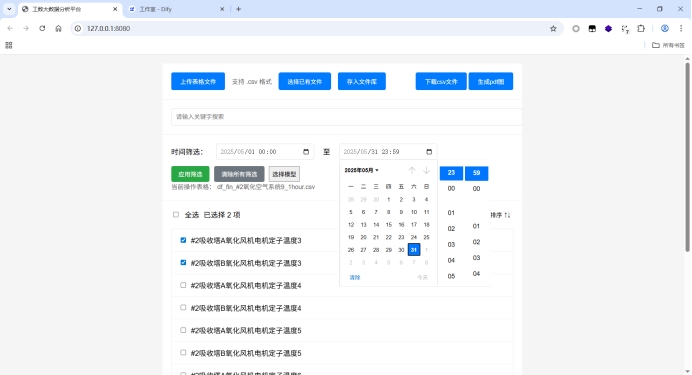 工数大数据分析平台
工作室 - Dify
127.0.0.1:8080
所有书签
上传表格文件 支持 .csv 格式 选择已有文件 存入文件库 下载csv文件 生成pdf图
请输入关键字搜索
时间筛选: 2025/05/01 00:00 至 2025/05/31 23:59
应用筛选 清除所有筛选 选择模型
当前操作表格: df_fin_#2氧化空气系统9_1hour.csv
2025年05月
23 59
一 二 三 四 五 六 日
00 00
28 29 30 1 2 3 4
5 6 7 8 9 10 11
12 13 14 15 16 17 18
19 20 21 22 23 24 25
26 27 28 29 30 31 1
2 3 4 5 6 7 8
清除 今天
01 01
02 02
03 03
04 04
05
全选 已选择 2 项 排序
#2吸收塔A氧化风机电机定子温度3
#2吸收塔B氧化风机电机定子温度3
#2吸收塔A氧化风机电机定子温度4
#2吸收塔B氧化风机电机定子温度4
#2吸收塔A氧化风机电机定子温度5
#2吸收塔B氧化风机电机定子温度5
#2吸收塔A氧化风机电机定子温度6